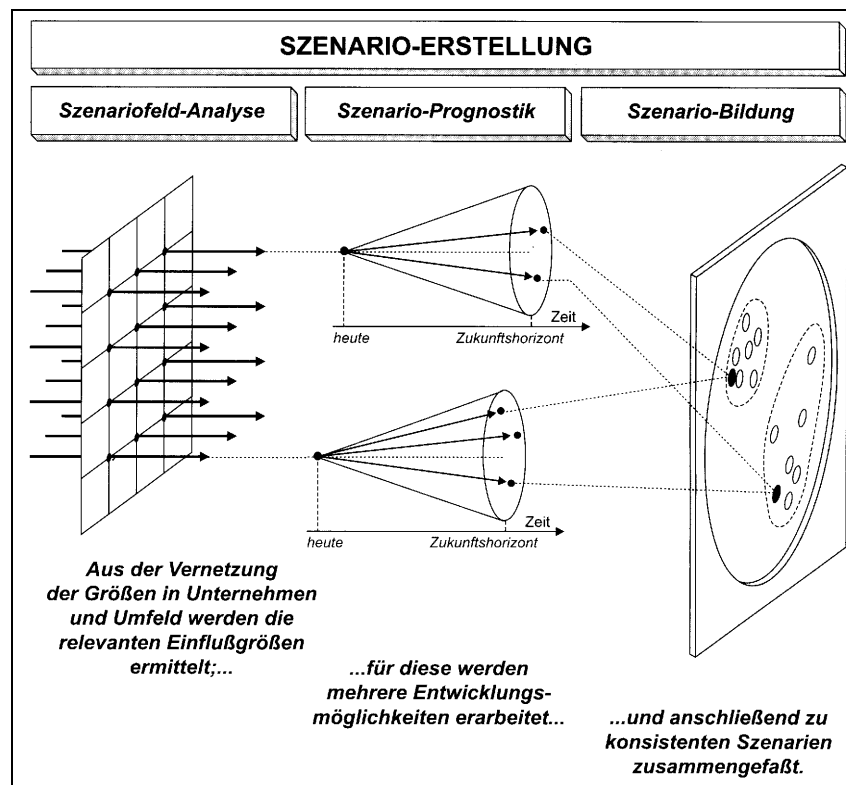 SZENARIO-ERSTELLUNG
Szenariofeld-Analyse
Szenario-Prognostik
Szenario-Bildung
Zeit
heute
Zukunftshorizont
Zeit
heute
Zukunftshorizont
Aus der Vernetzung
der Größen in Unternehmen
und Umfeld werden die
relevanten Einflußgrößen
ermittelt;...
...für diese werden
mehrere Entwicklungs-
möglichkeiten erarbeitet...
...und anschließend zu
konsistenten Szenarien
zusammengefaßt.